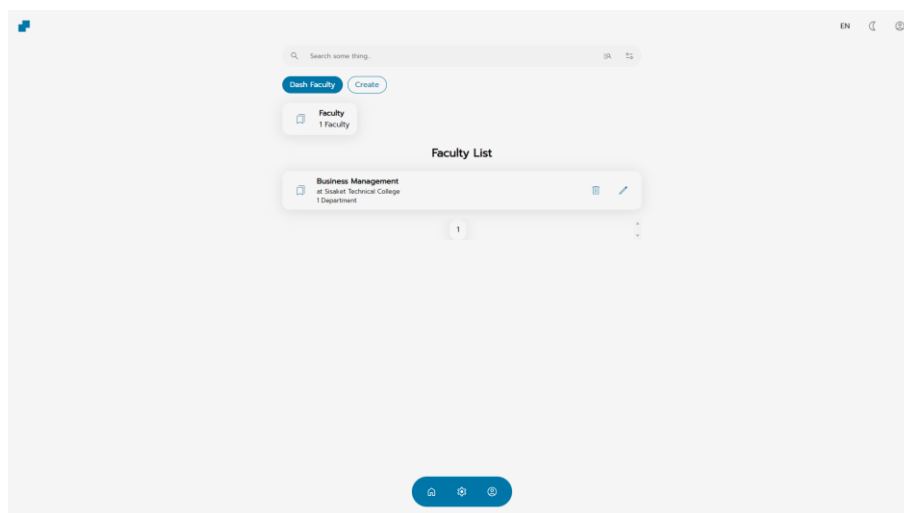 EN
Search some thing..
Dash Faculty
Create
Faculty
1 Faculty
Faculty List
Business Management
at Sisaket Technical College
1 Department
1